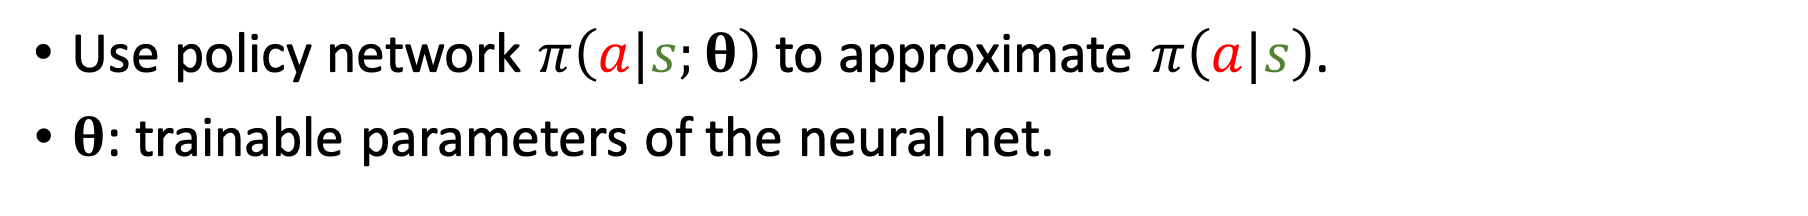 • Use policy network π(a|s; θ) to approximate π(a|s).
• θ: trainable parameters of the neural net.